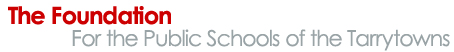 The Foundation
For the Public Schools of the Tarrytowns